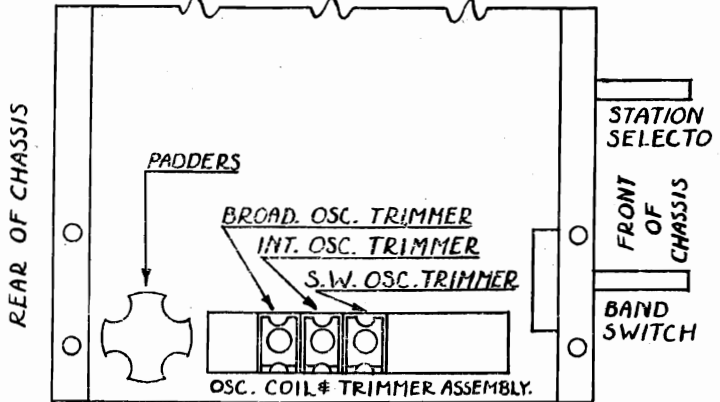 STATION
SELECTO
PADDERS
REAR OF CHASSIS
FRONT
OF
CHASSIS
BROAD. OSC. TRIMMER
INT. OSC. TRIMMER
S.W. OSC. TRIMMER
BAND
SWITCH
OSC. COIL & TRIMMER ASSEMBLY.